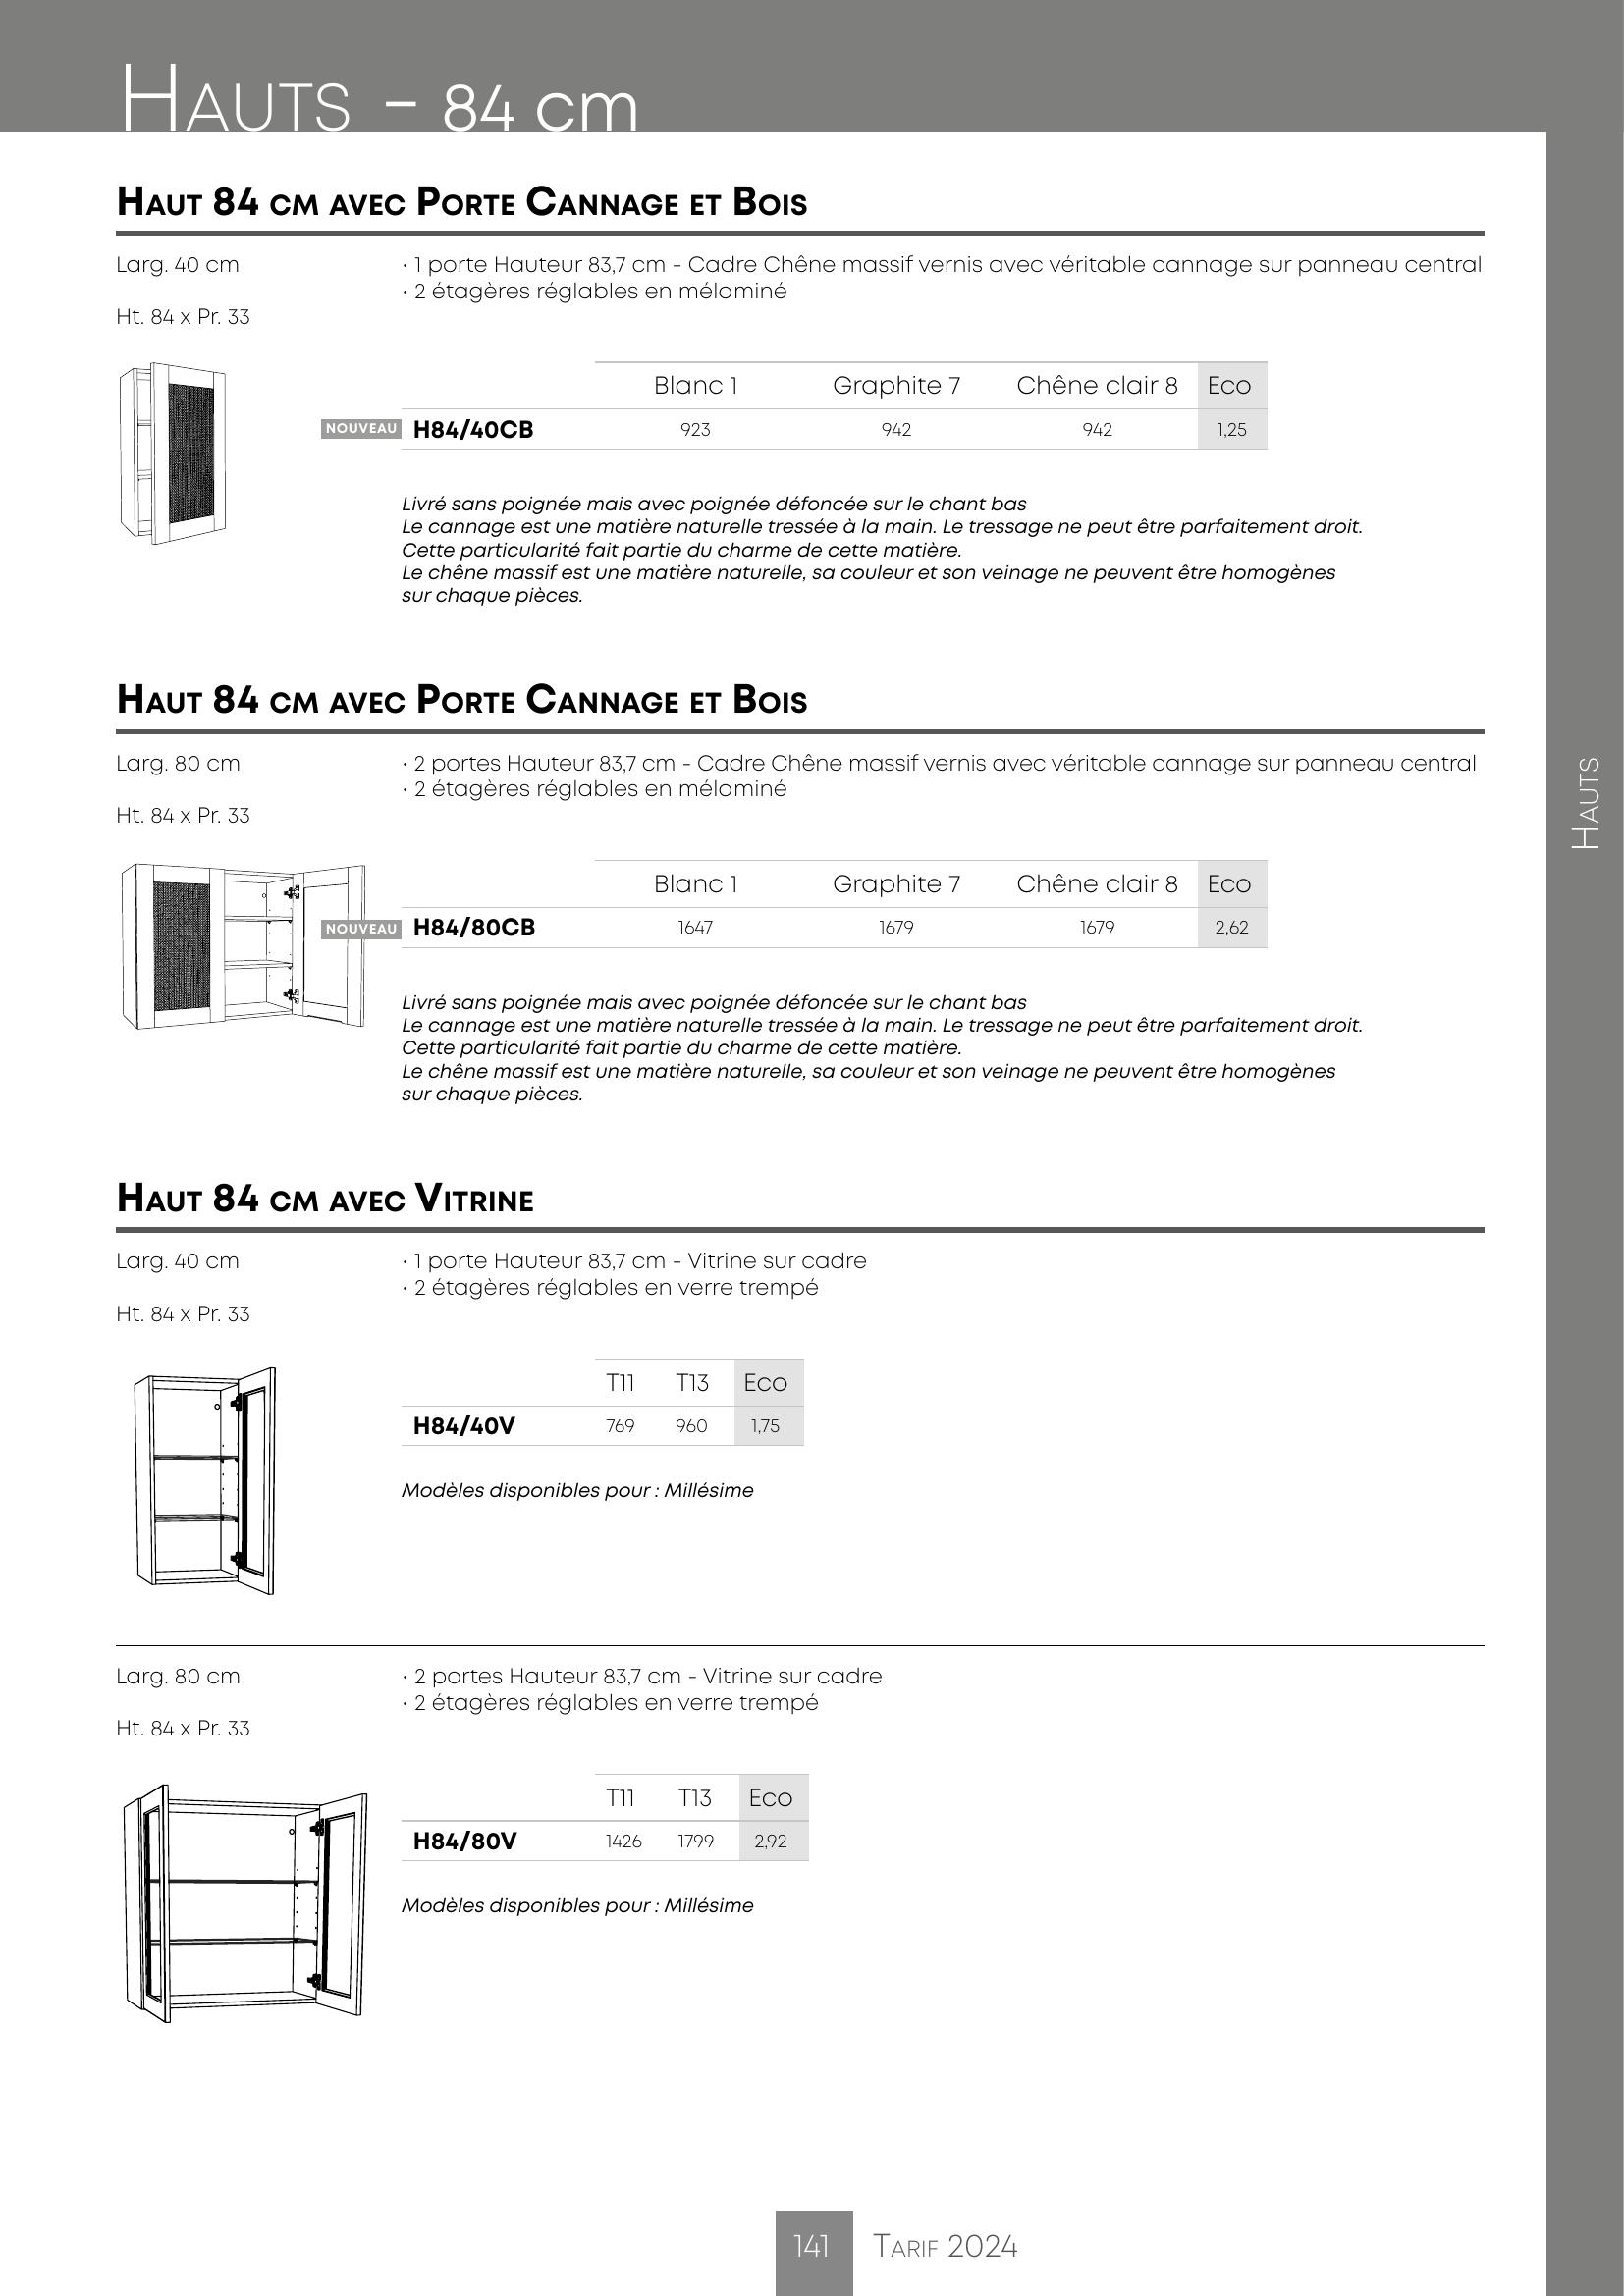 Hauts - 84 cm
Haut 84 cm avec Porte Cannage et Bois
Larg. 40 cm
Ht. 84 x Pr. 33
• 1 porte Hauteur 83,7 cm - Cadre Chêne massif vernis avec véritable cannage sur panneau central
• 2 étagères réglables en mélaminé
Blanc 1 Graphite 7 Chêne clair 8 Eco
NOUVEAU H84/40CB 923 942 942 1,25
Livré sans poignée mais avec poignée défoncée sur le chant bas
Le cannage est une matière naturelle tressée à la main. Le tressage ne peut être parfaitement droit.
Cette particularité fait partie du charme de cette matière.
Le chêne massif est une matière naturelle, sa couleur et son veinage ne peuvent être homogènes
sur chaque pièces.
Haut 84 cm avec Porte Cannage et Bois
Larg. 80 cm
Ht. 84 x Pr. 33
• 2 portes Hauteur 83,7 cm - Cadre Chêne massif vernis avec véritable cannage sur panneau central
• 2 étagères réglables en mélaminé
Blanc 1 Graphite 7 Chêne clair 8 Eco
NOUVEAU H84/80CB 1647 1679 1679 2,62
Livré sans poignée mais avec poignée défoncée sur le chant bas
Le cannage est une matière naturelle tressée à la main. Le tressage ne peut être parfaitement droit.
Cette particularité fait partie du charme de cette matière.
Le chêne massif est une matière naturelle, sa couleur et son veinage ne peuvent être homogènes
sur chaque pièces.
Haut 84 cm avec Vitrine
Larg. 40 cm
Ht. 84 x Pr. 33
• 1 porte Hauteur 83,7 cm - Vitrine sur cadre
• 2 étagères réglables en verre trempé
T11 T13 Eco
H84/40V 769 960 1,75
Modèles disponibles pour : Millésime
Larg. 80 cm
Ht. 84 x Pr. 33
• 2 portes Hauteur 83,7 cm - Vitrine sur cadre
• 2 étagères réglables en verre trempé
T11 T13 Eco
H84/80V 1426 1799 2,92
Modèles disponibles pour : Millésime
Hauts
141 Tarif 2024